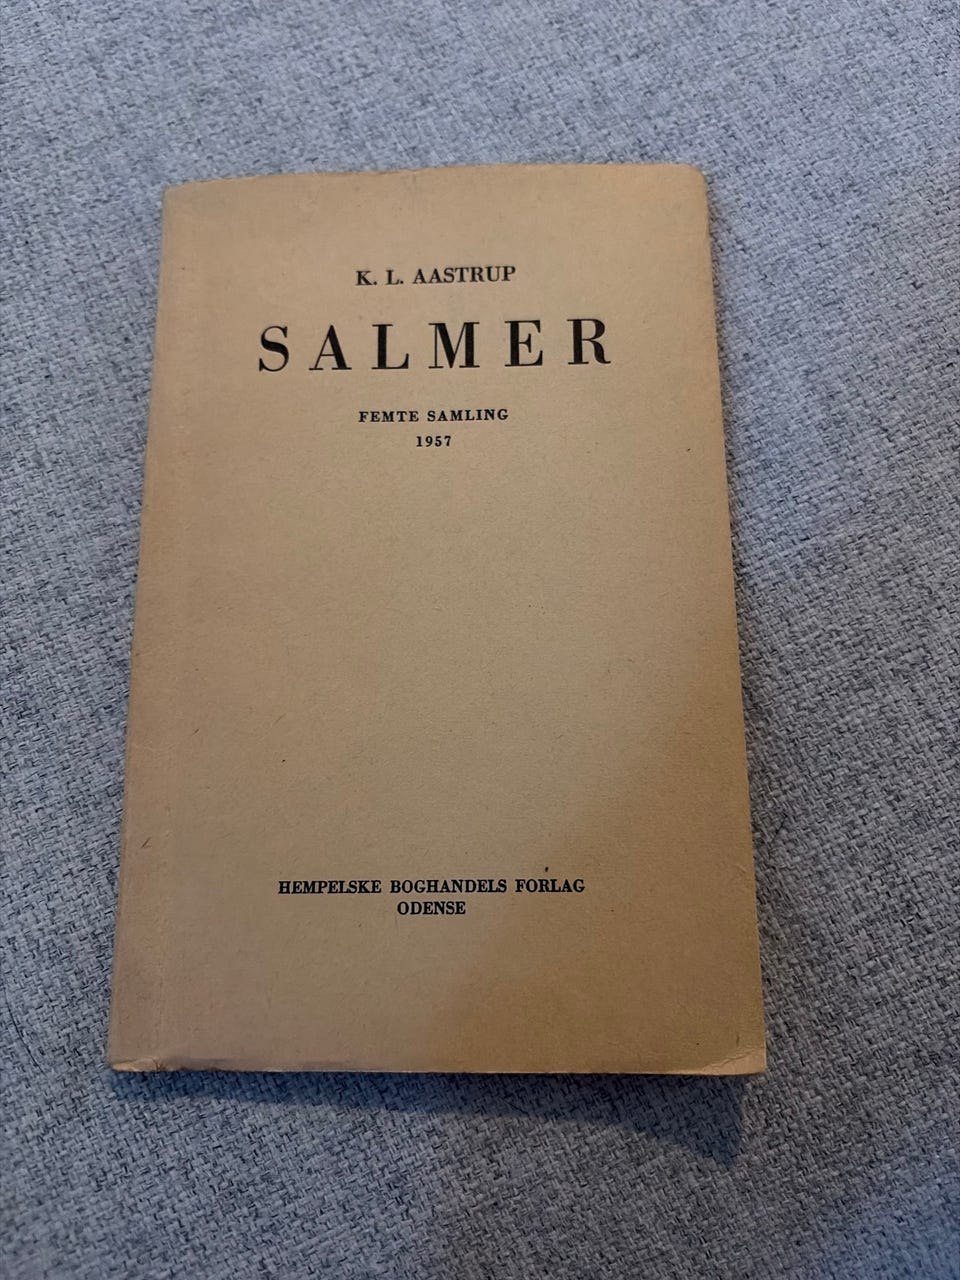 K. L. AASTRUP
SALMER
FEMTE SAMLING
1957
HEMPELSKE BOGHANDELS FORLAG
ODENSE